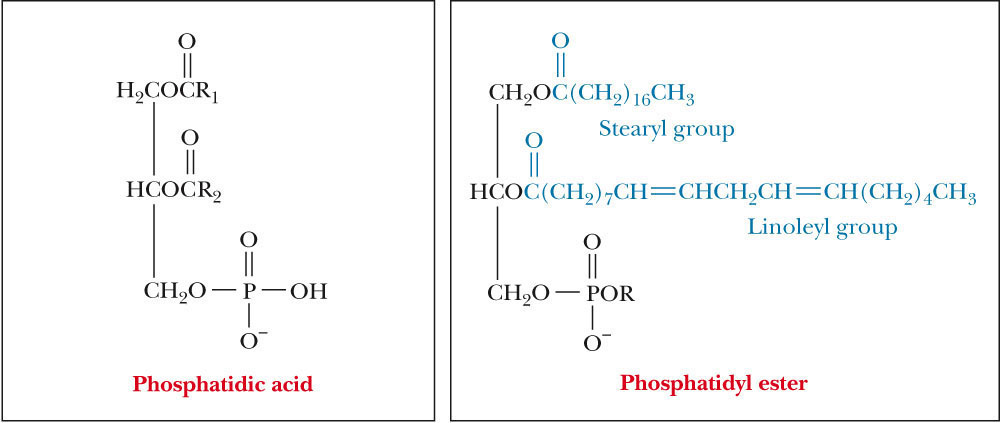 O
H₂COCR₁
O
HCOCR₂
O
CH₂O—P—OH
O⁻
Phosphatidic acid
O
CH₂OC(CH₂)₁₆CH₃
Stearyl group
O
HCOC(CH₂)₇CH=CHCH₂CH=CH(CH₂)₄CH₃
Linoleyl group
O
CH₂O—POR
O⁻
Phosphatidyl ester